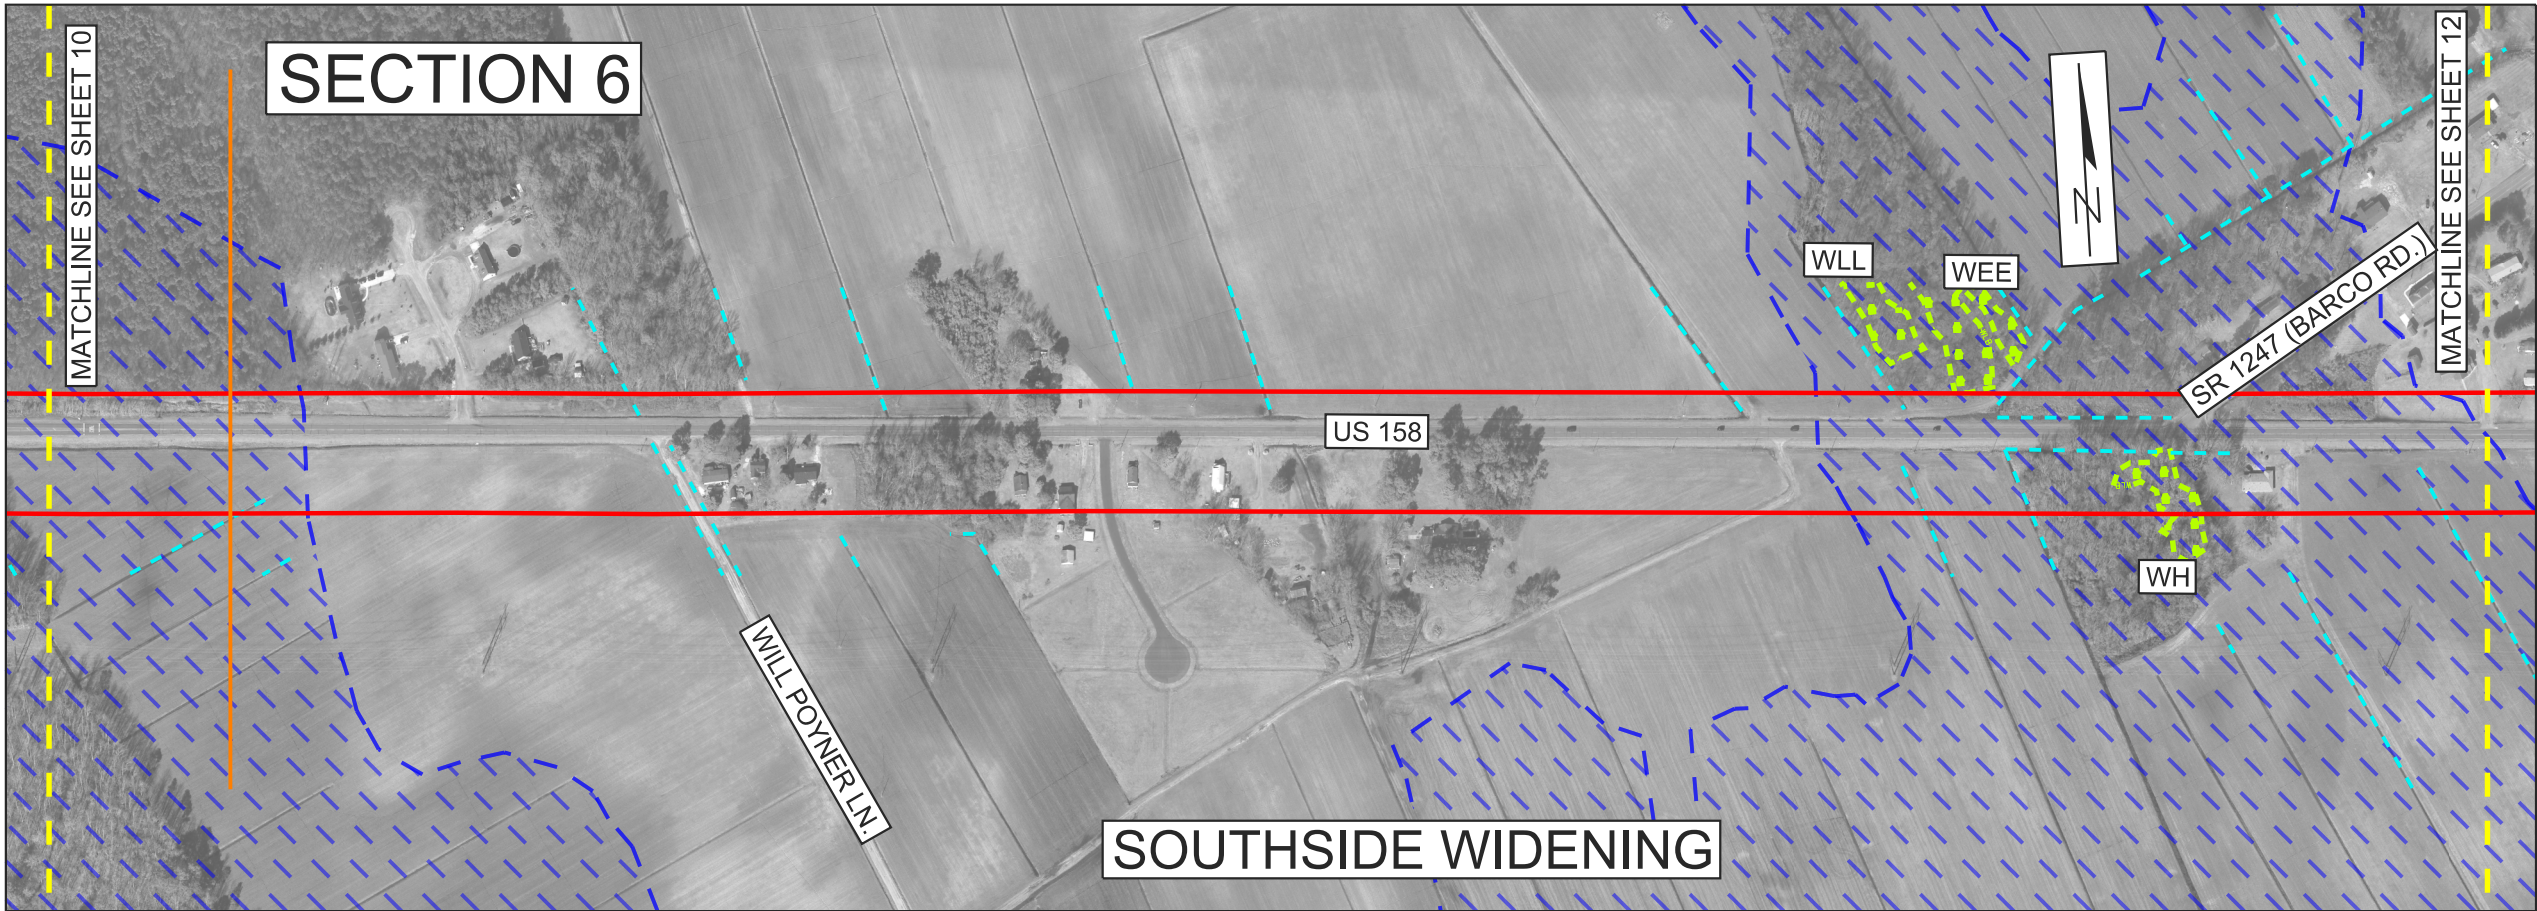 SECTION 6
MATCHLINE SEE SHEET 10
MATCHLINE SEE SHEET 12
N
WLL
WEE
SR 1247 (BARCO RD.)
US 158
WLB
WH
WILL POYNER LN.
SOUTHSIDE WIDENING